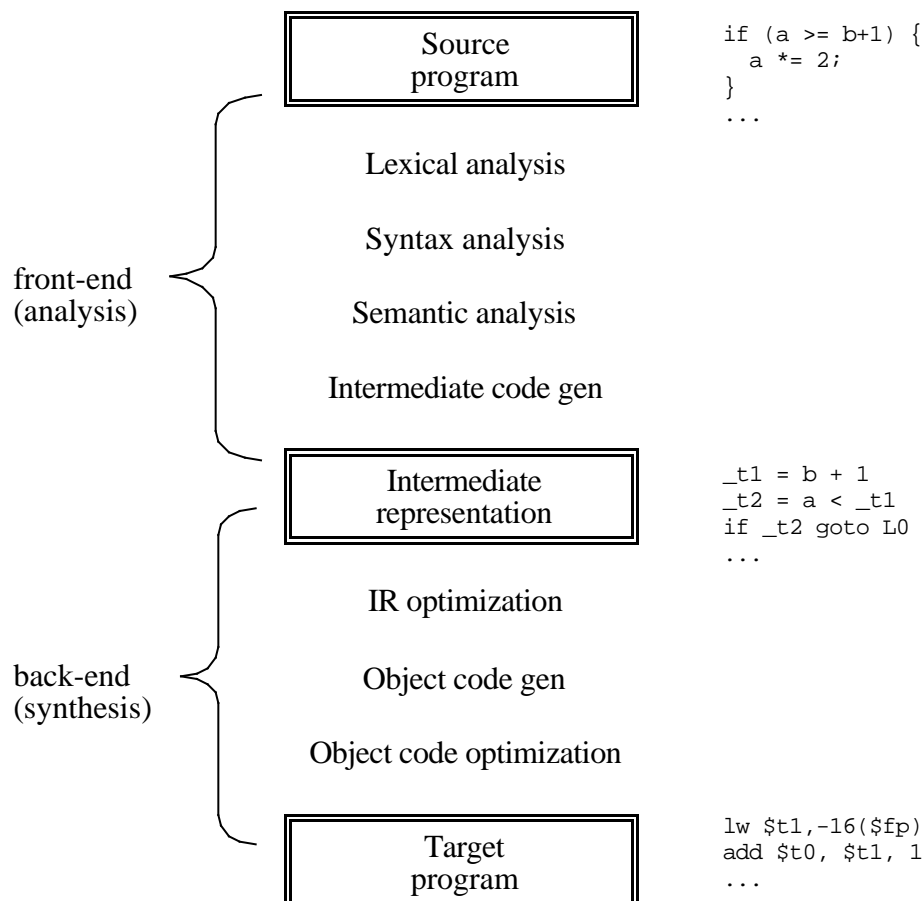 Source
program
if (a >= b+1) {
  a *= 2;
}
...
Lexical analysis
Syntax analysis
front-end
(analysis)
Semantic analysis
Intermediate code gen
Intermediate
representation
_t1 = b + 1
_t2 = a < _t1
if _t2 goto L0
...
IR optimization
back-end
(synthesis)
Object code gen
Object code optimization
Target
program
lw $t1,-16($fp)
add $t0, $t1, 1
...